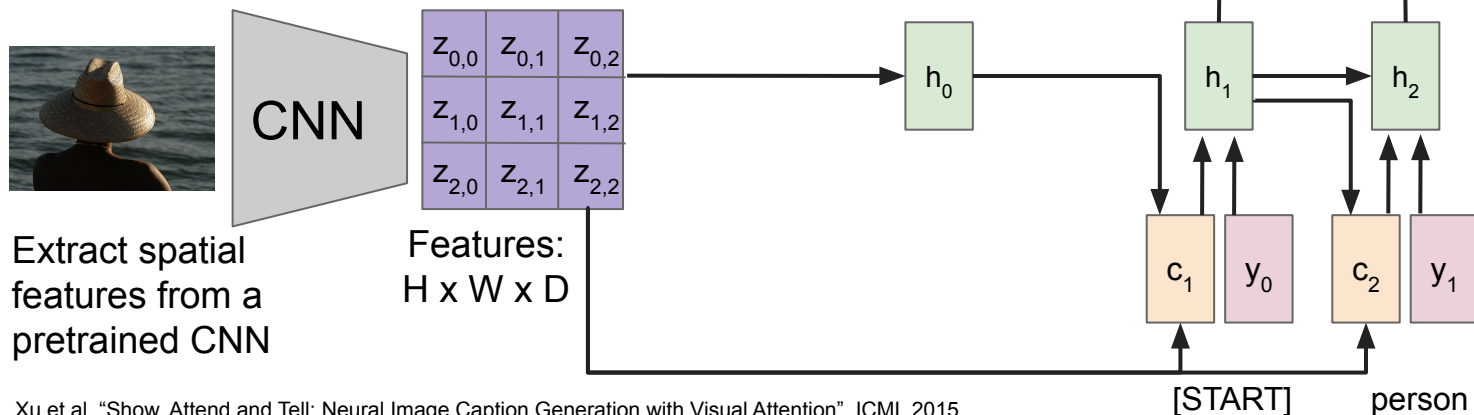 CNN
z0,0 z0,1 z0,2
z1,0 z1,1 z1,2
z2,0 z2,1 z2,2
h0
h1
h2
Extract spatial
features from a
pretrained CNN
Features:
H x W x D
c1
y0
c2
y1
[START]
person
Xu et al, "Show, Attend and Tell: Neural Image Caption Generation with Visual Attention", ICML 2015